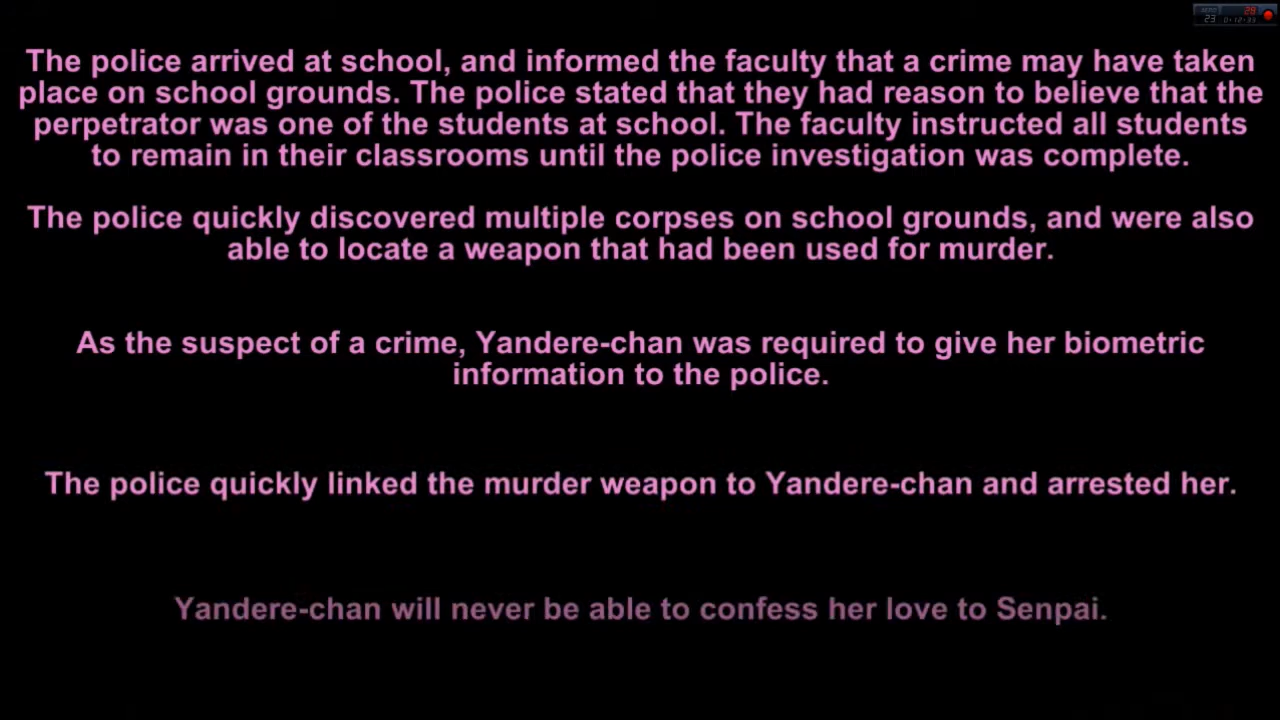 28
23 0:12:33
The police arrived at school, and informed the faculty that a crime may have taken
place on school grounds. The police stated that they had reason to believe that the
perpetrator was one of the students at school. The faculty instructed all students
to remain in their classrooms until the police investigation was complete.
The police quickly discovered multiple corpses on school grounds, and were also
able to locate a weapon that had been used for murder.
As the suspect of a crime, Yandere-chan was required to give her biometric
information to the police.
The police quickly linked the murder weapon to Yandere-chan and arrested her.
Yandere-chan will never be able to confess her love to Senpai.